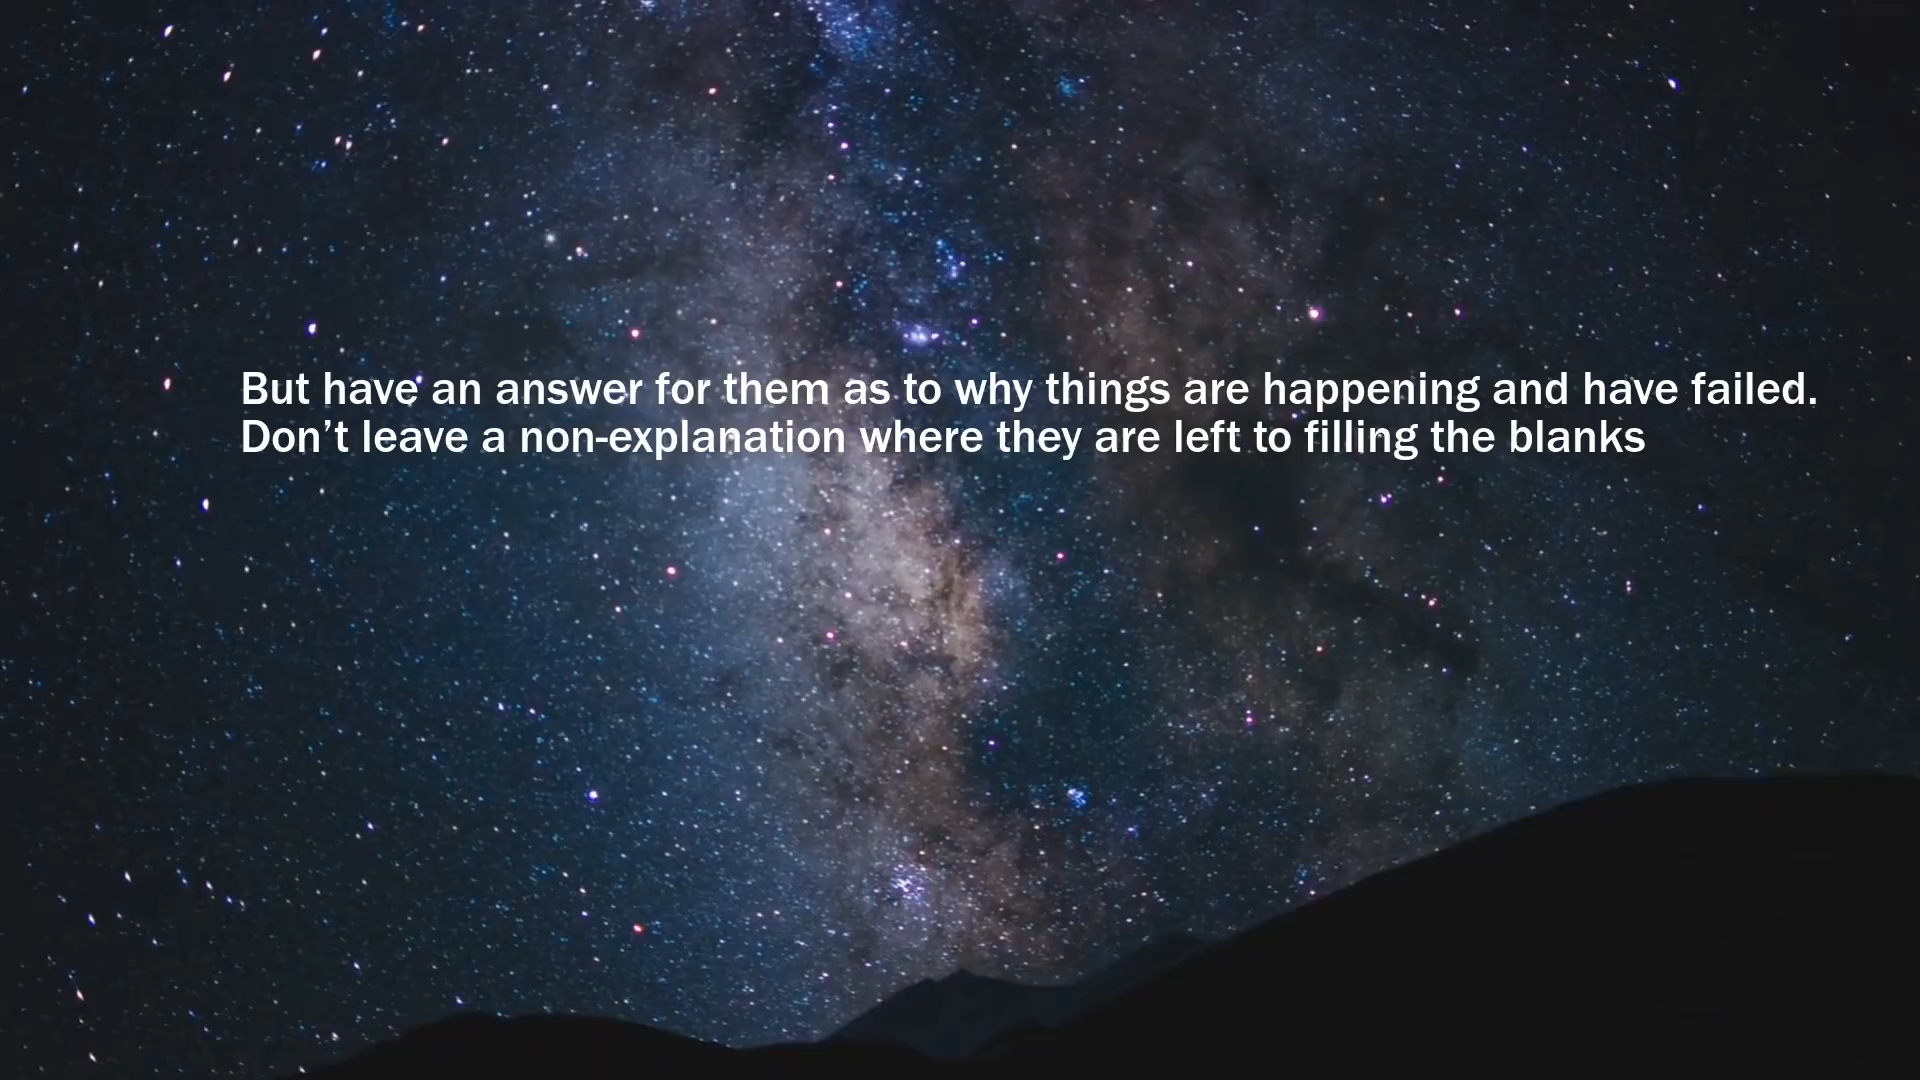 But have an answer for them as to why things are happening and have failed.
Don’t leave a non-explanation where they are left to filling the blanks